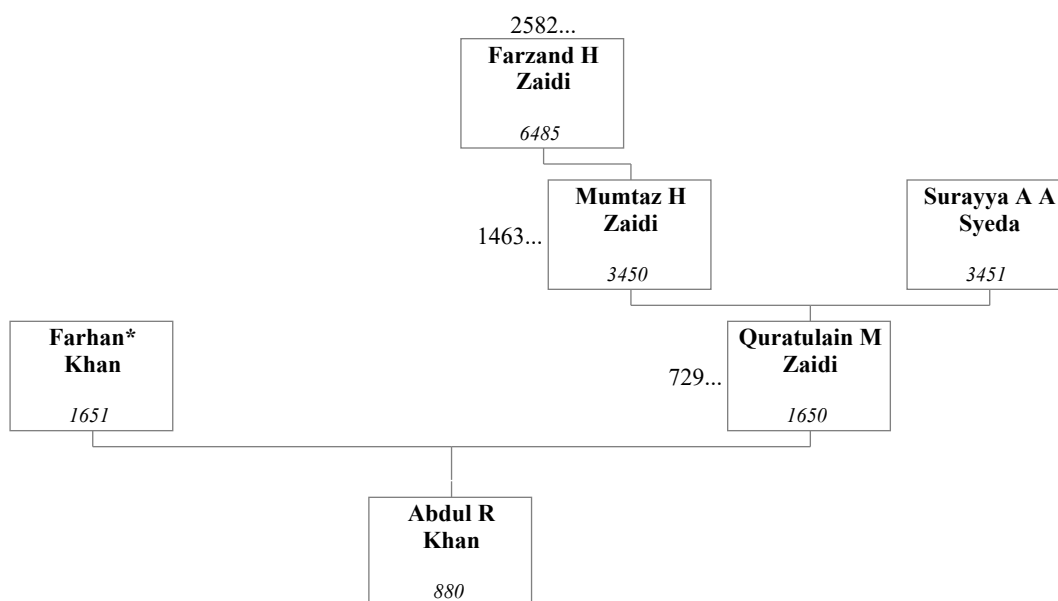 2582...
Farzand H
Zaidi
6485
Mumtaz H
Zaidi
3450
Surayya A A
Syeda
3451
1463...
Farhan*
Khan
1651
Quratulain M
Zaidi
1650
729...
Abdul R
Khan
880